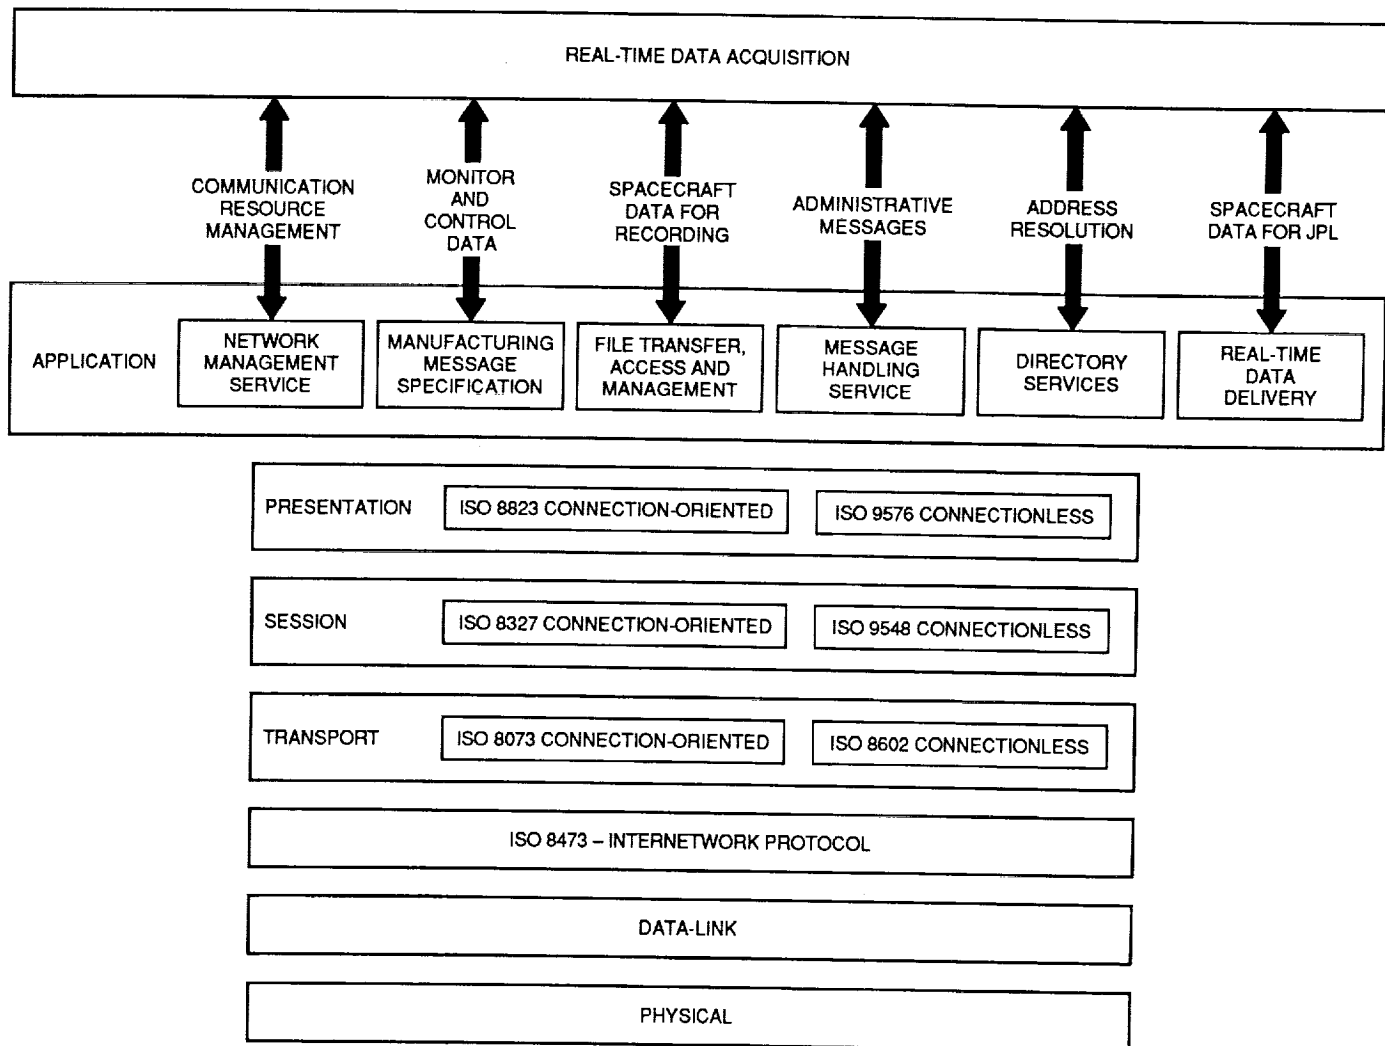 REAL-TIME DATA ACQUISITION
COMMUNICATION
RESOURCE
MANAGEMENT
MONITOR
AND
CONTROL
DATA
SPACECRAFT
DATA FOR
RECORDING
ADMINISTRATIVE
MESSAGES
ADDRESS
RESOLUTION
SPACECRAFT
DATA FOR JPL
APPLICATION
NETWORK
MANAGEMENT
SERVICE
MANUFACTURING
MESSAGE
SPECIFICATION
FILE TRANSFER,
ACCESS AND
MANAGEMENT
MESSAGE
HANDLING
SERVICE
DIRECTORY
SERVICES
REAL-TIME
DATA
DELIVERY
PRESENTATION
ISO 8823 CONNECTION-ORIENTED
ISO 9576 CONNECTIONLESS
SESSION
ISO 8327 CONNECTION-ORIENTED
ISO 9548 CONNECTIONLESS
TRANSPORT
ISO 8073 CONNECTION-ORIENTED
ISO 8602 CONNECTIONLESS
ISO 8473 – INTERNETWORK PROTOCOL
DATA-LINK
PHYSICAL